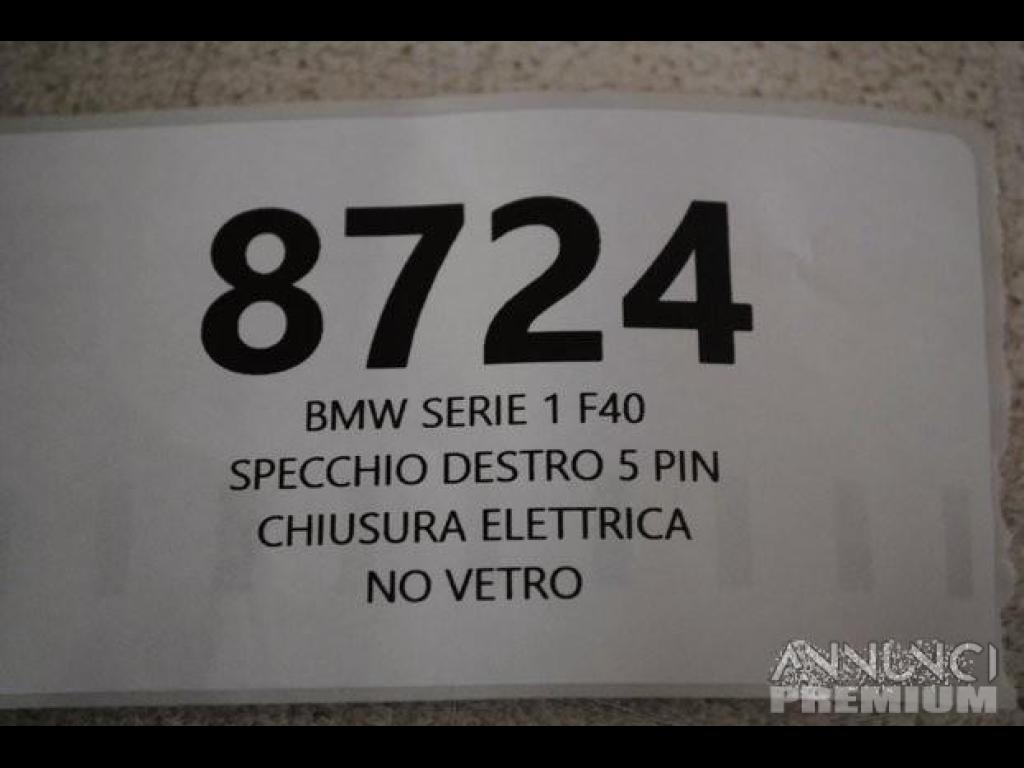 8724
BMW SERIE 1 F40
SPECCHIO DESTRO 5 PIN
CHIUSURA ELETTRICA
NO VETRO
ANNUNCI
PREMIUM